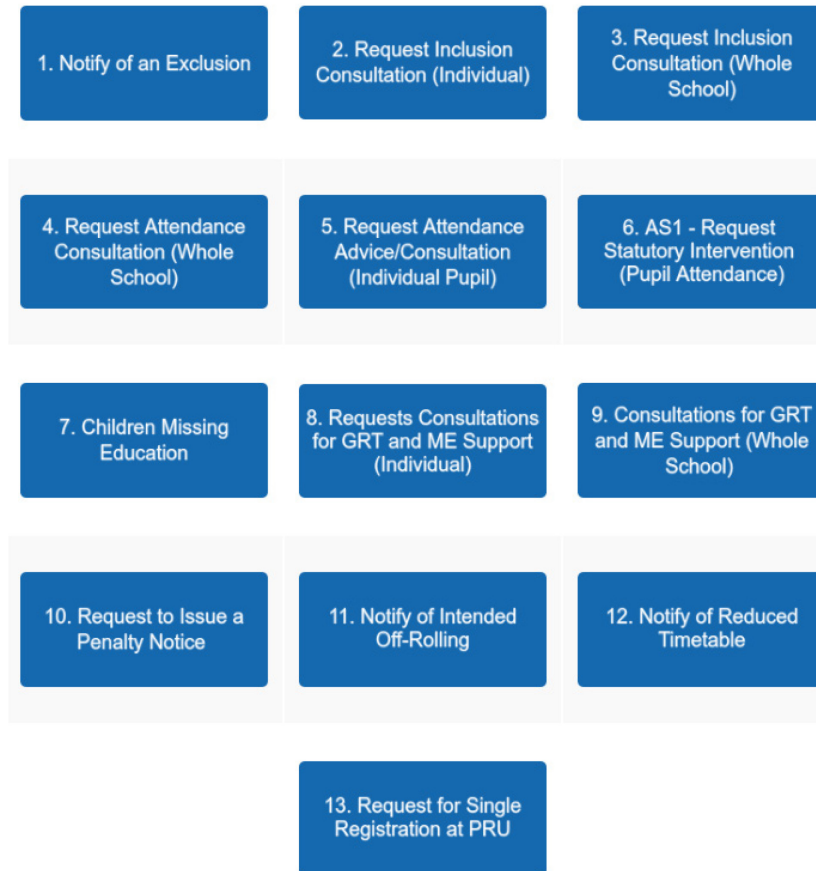 1. Notify of an Exclusion
2. Request Inclusion
Consultation (Individual)
3. Request Inclusion
Consultation (Whole
School)
4. Request Attendance
Consultation (Whole
School)
5. Request Attendance
Advice/Consultation
(Individual Pupil)
6. AS1 - Request
Statutory Intervention
(Pupil Attendance)
7. Children Missing
Education
8. Requests Consultations
for GRT and ME Support
(Individual)
9. Consultations for GRT
and ME Support (Whole
School)
10. Request to Issue a
Penalty Notice
11. Notify of Intended
Off-Rolling
12. Notify of Reduced
Timetable
13. Request for Single
Registration at PRU